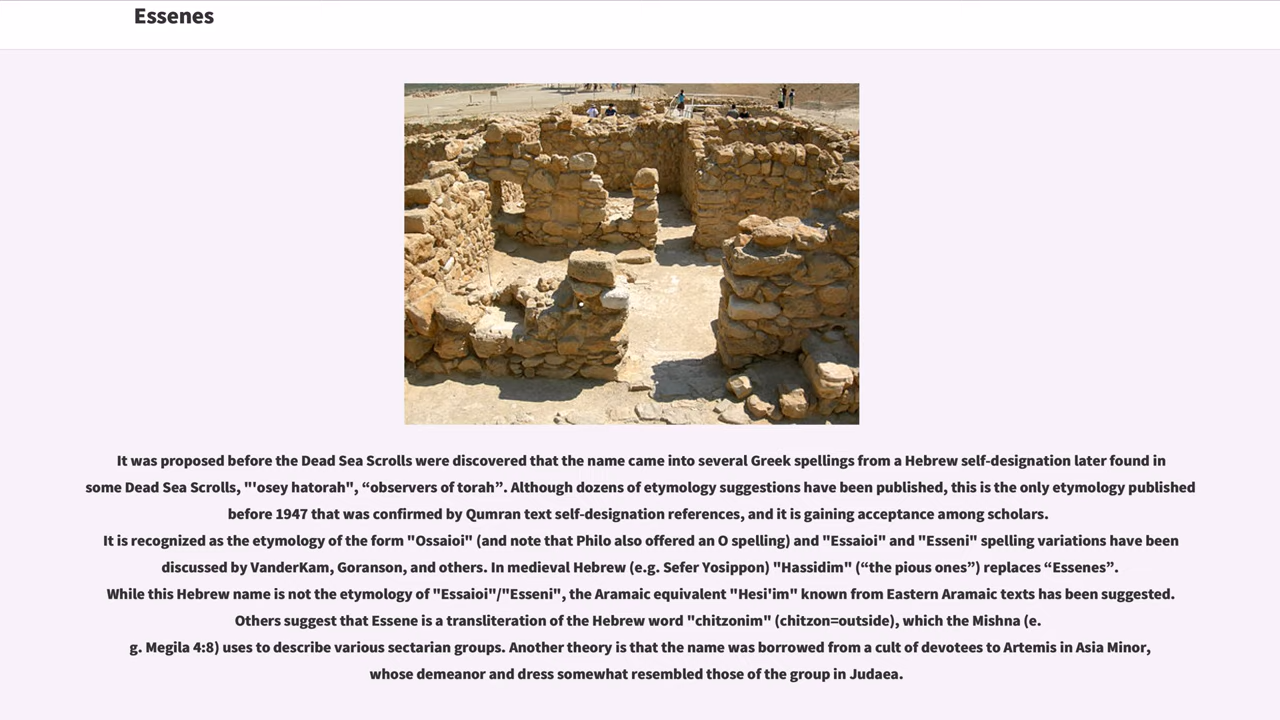 Essenes
It was proposed before the Dead Sea Scrolls were discovered that the name came into several Greek spellings from a Hebrew self-designation later found in
some Dead Sea Scrolls, "'osey hatorah", “observers of torah”. Although dozens of etymology suggestions have been published, this is the only etymology published
before 1947 that was confirmed by Qumran text self-designation references, and it is gaining acceptance among scholars.
It is recognized as the etymology of the form "Ossaioi" (and note that Philo also offered an O spelling) and "Essaioi" and "Esseni" spelling variations have been
discussed by VanderKam, Goranson, and others. In medieval Hebrew (e.g. Sefer Yosippon) "Hassidim" (“the pious ones”) replaces “Essenes”.
While this Hebrew name is not the etymology of "Essaioi"/"Esseni", the Aramaic equivalent "Hesi'im" known from Eastern Aramaic texts has been suggested.
Others suggest that Essene is a transliteration of the Hebrew word "chitzonim" (chitzon=outside), which the Mishna (e.
g. Megila 4:8) uses to describe various sectarian groups. Another theory is that the name was borrowed from a cult of devotees to Artemis in Asia Minor,
whose demeanor and dress somewhat resembled those of the group in Judaea.